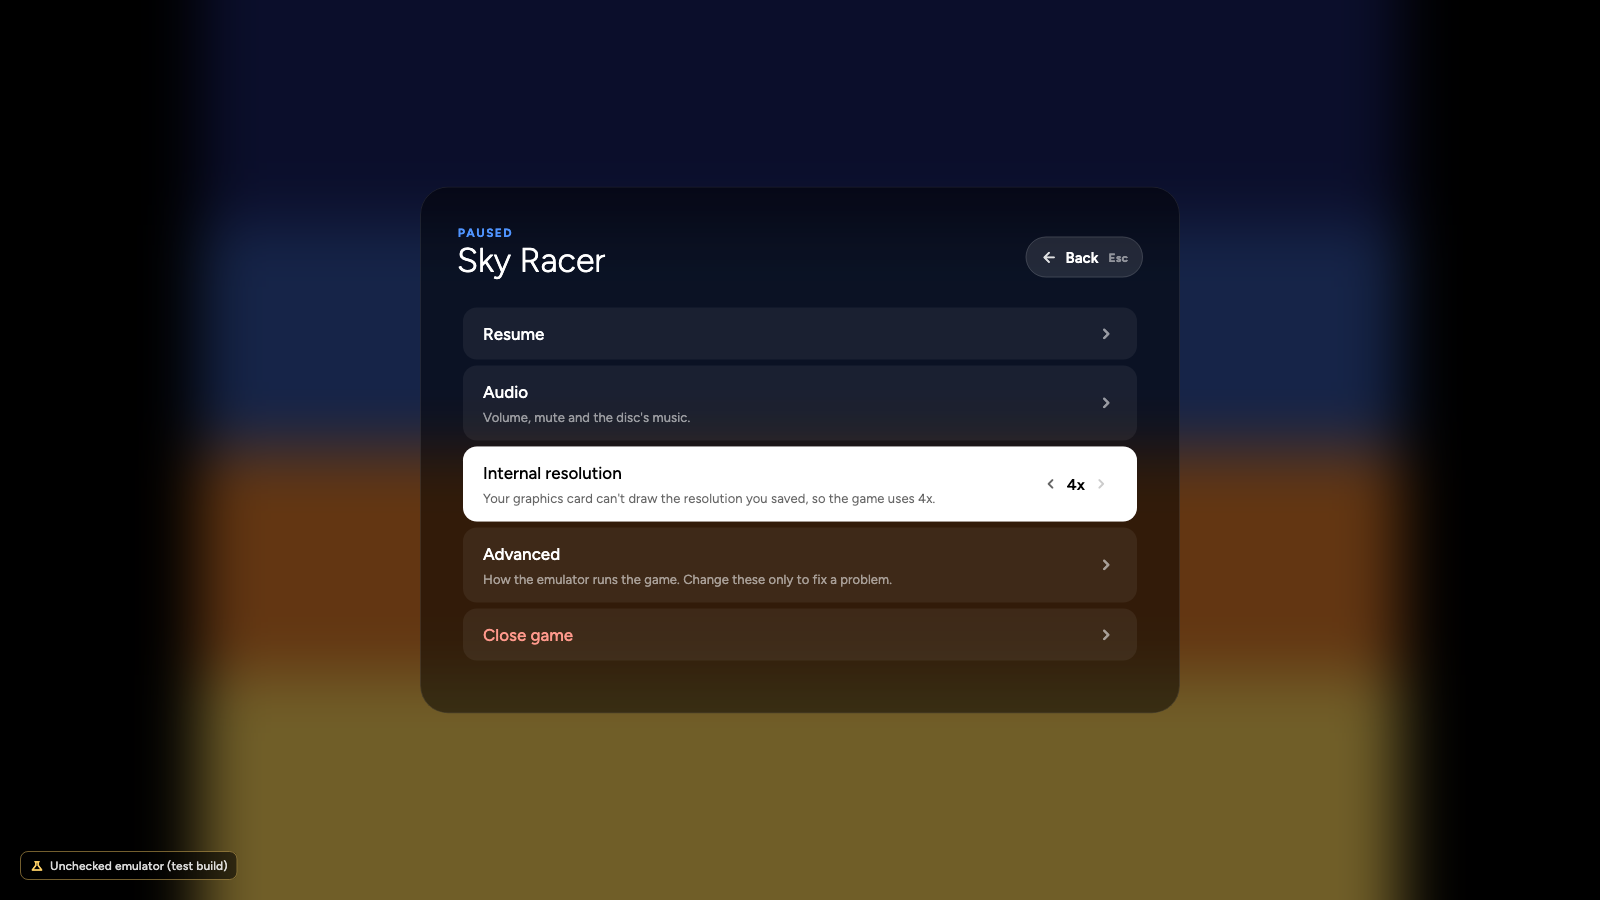 PAUSED
Sky Racer
Back Esc
Resume
Audio
Volume, mute and the disc's music.
Internal resolution
Your graphics card can't draw the resolution you saved, so the game uses 4x.
4x
Advanced
How the emulator runs the game. Change these only to fix a problem.
Close game
Unchecked emulator (test build)